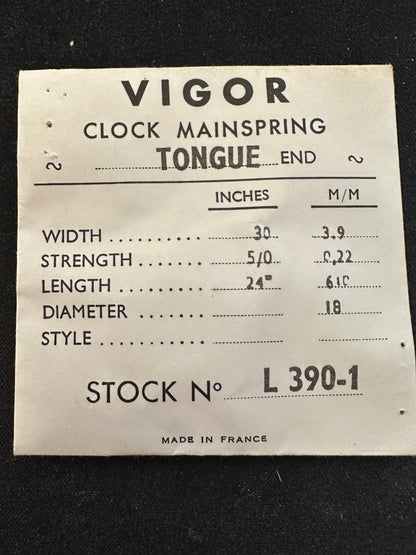 VIGOR
CLOCK MAINSPRING
TONGUE END
INCHES M/M
WIDTH .......... 30 3.9
STRENGTH ....... 5/0 0,22
LENGTH .......... 24" 610
DIAMETER ....... 18
STYLE ...........
STOCK Nº L 390-1
MADE IN FRANCE